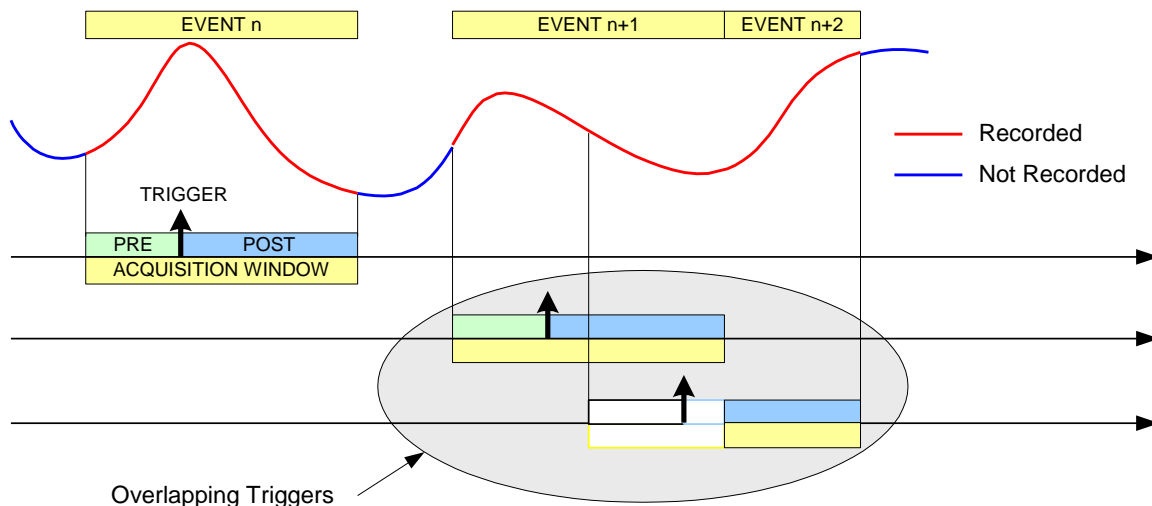 EVENT n
EVENT n+1
EVENT n+2
Recorded
Not Recorded
TRIGGER
PRE
POST
ACQUISITION WINDOW
Overlapping Triggers